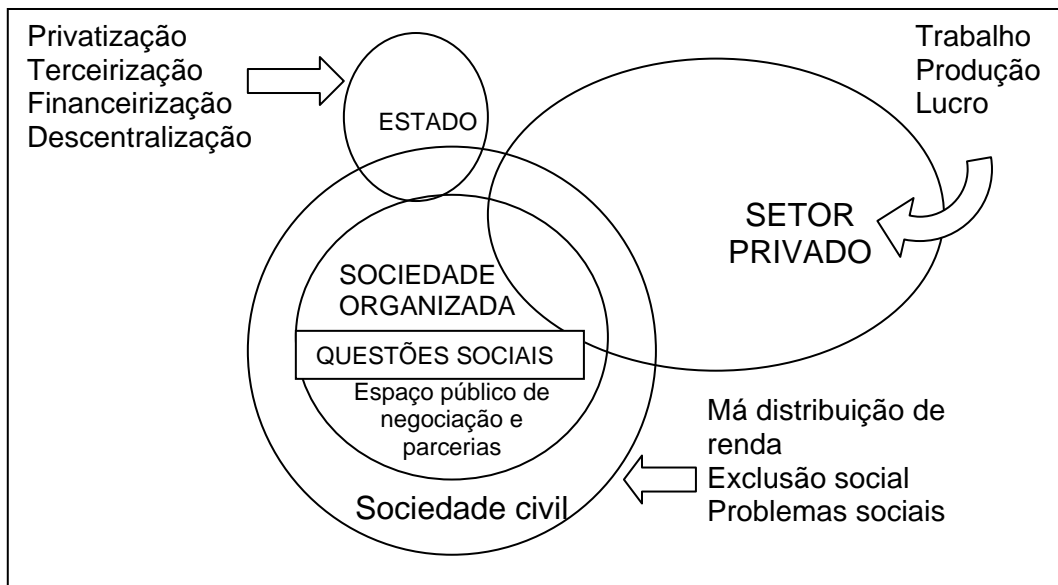 Privatização
Terceirização
Financeirização
Descentralização
ESTADO
Trabalho
Produção
Lucro
SETOR
PRIVADO
SOCIEDADE
ORGANIZADA
QUESTÕES SOCIAIS
Espaço público de
negociação e
parcerias
Sociedade civil
Má distribuição de
renda
Exclusão social
Problemas sociais